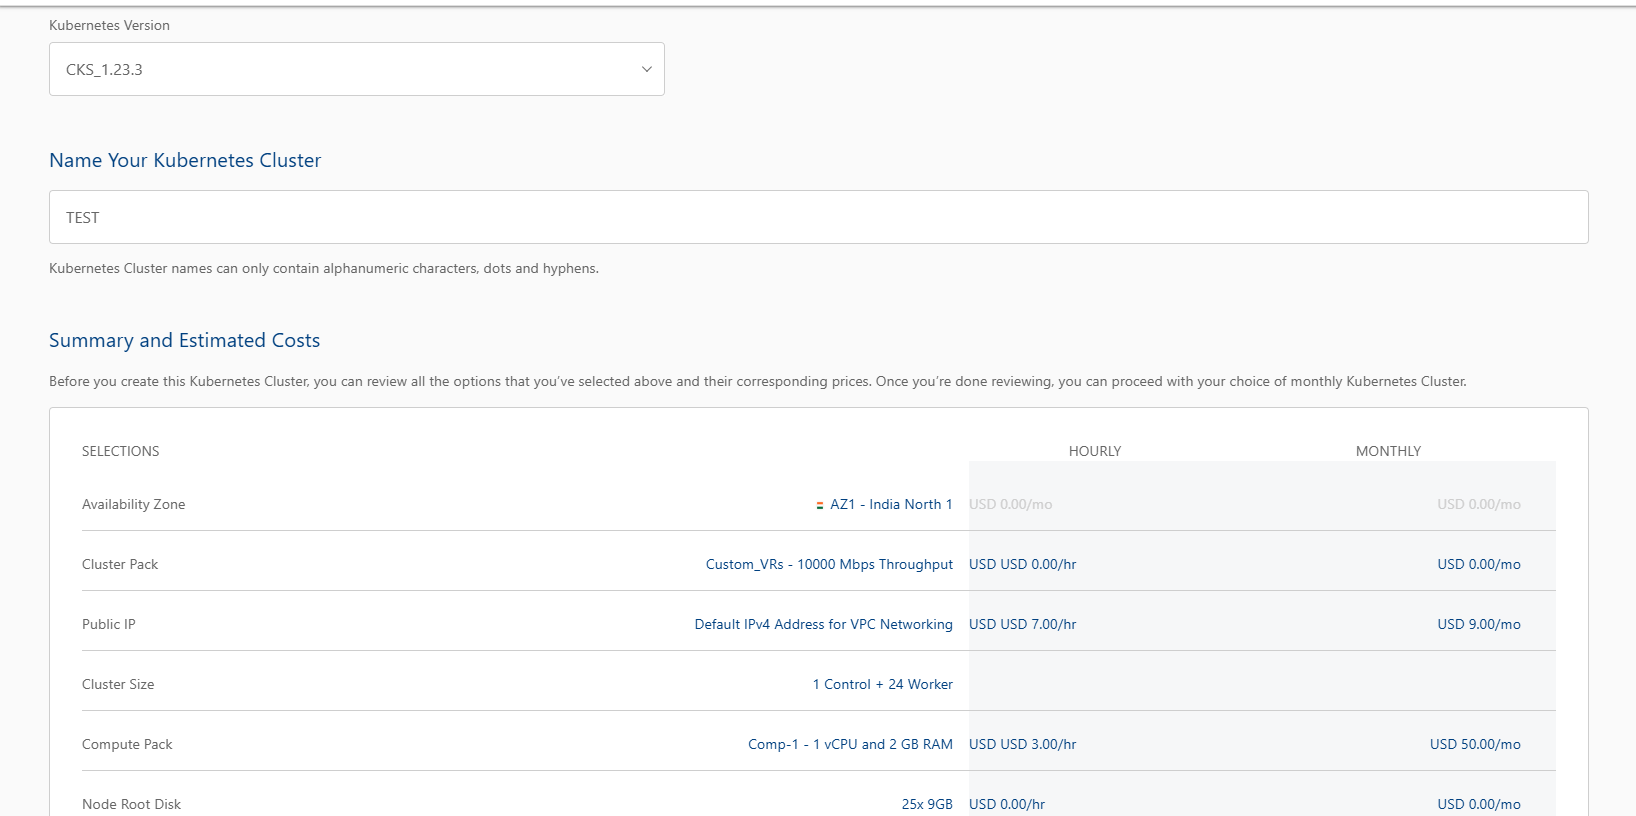 Kubernetes Version
CKS_1.23.3
Name Your Kubernetes Cluster
TEST
Kubernetes Cluster names can only contain alphanumeric characters, dots and hyphens.
Summary and Estimated Costs
Before you create this Kubernetes Cluster, you can review all the options that you’ve selected above and their corresponding prices. Once you’re done reviewing, you can proceed with your choice of monthly Kubernetes Cluster.
SELECTIONS HOURLY MONTHLY
Availability Zone AZ1 - India North 1 USD 0.00/mo USD 0.00/mo
Cluster Pack Custom_VRs - 10000 Mbps Throughput USD USD 0.00/hr USD 0.00/mo
Public IP Default IPv4 Address for VPC Networking USD USD 7.00/hr USD 9.00/mo
Cluster Size 1 Control + 24 Worker
Compute Pack Comp-1 - 1 vCPU and 2 GB RAM USD USD 3.00/hr USD 50.00/mo
Node Root Disk 25x 9GB USD 0.00/hr USD 0.00/mo